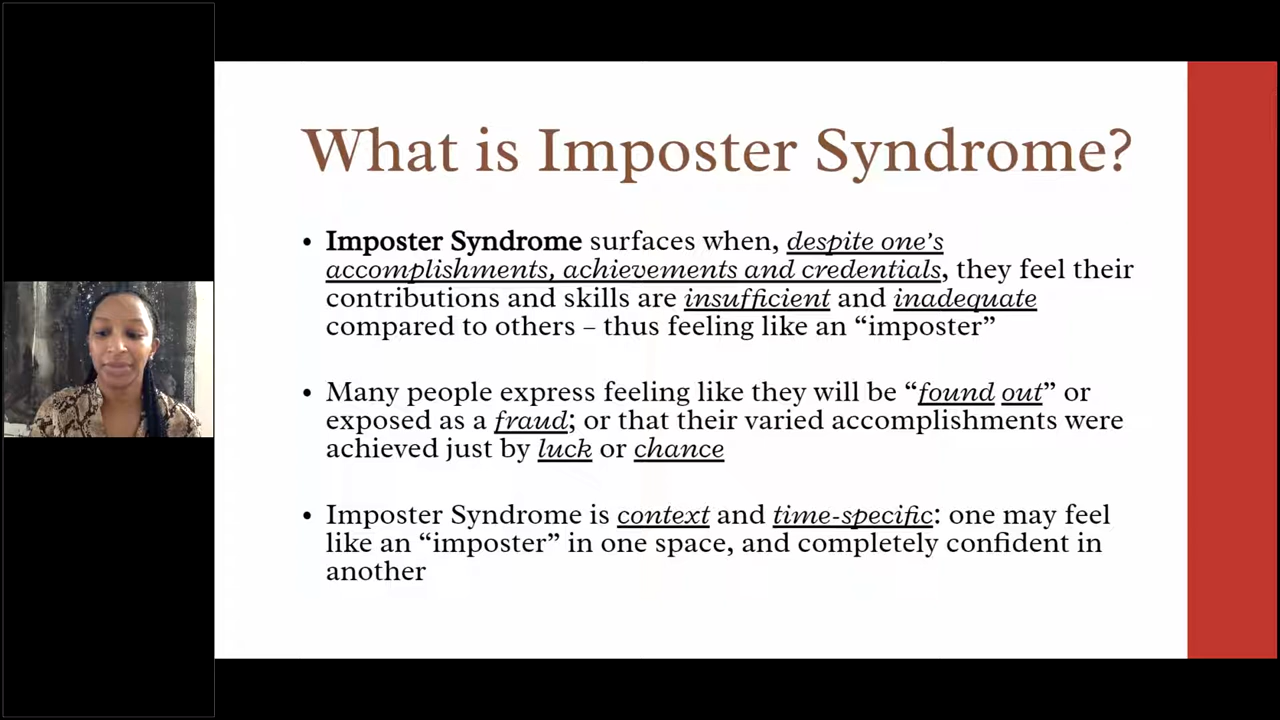 What is Imposter Syndrome?
• Imposter Syndrome surfaces when, despite one’s
accomplishments, achievements and credentials, they feel their
contributions and skills are insufficient and inadequate
compared to others – thus feeling like an “imposter”
• Many people express feeling like they will be “found out” or
exposed as a fraud; or that their varied accomplishments were
achieved just by luck or chance
• Imposter Syndrome is context and time-specific: one may feel
like an “imposter” in one space, and completely confident in
another